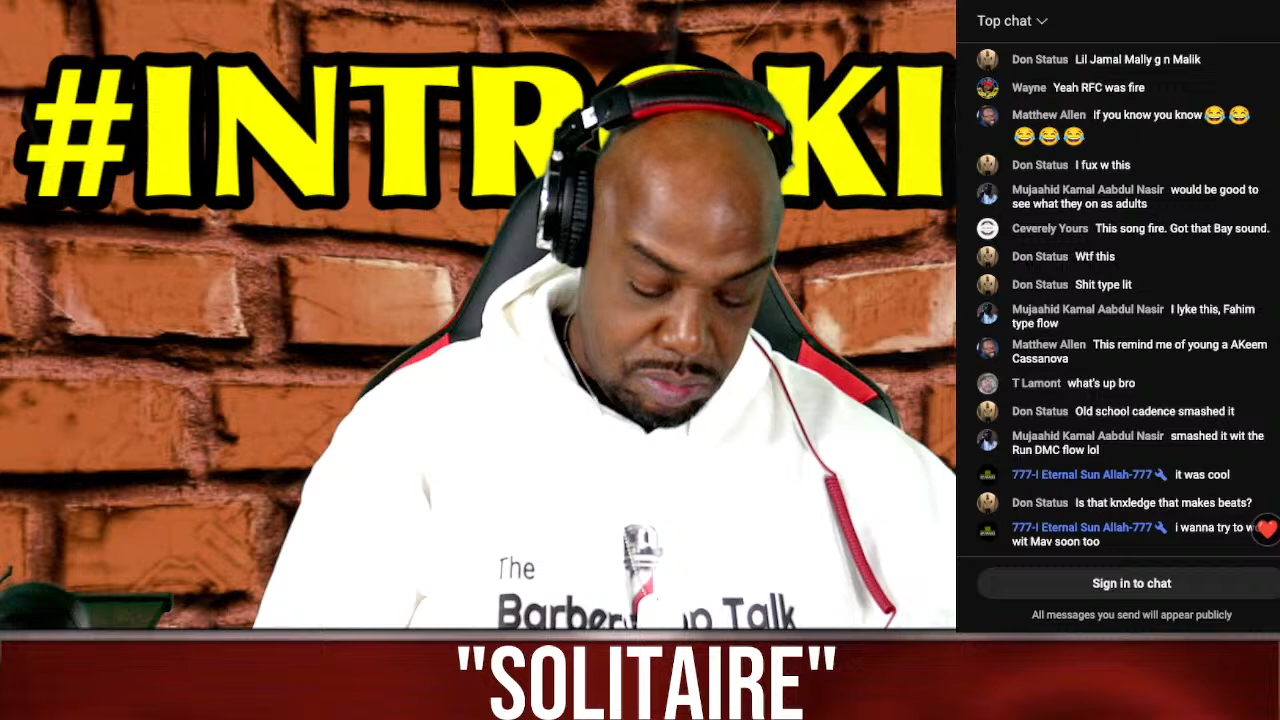 #INTRO KI
The
Barber p Talk
"SOLITAIRE"
Top chat
Don Status Lil Jamal Mally g n Malik
Wayne Yeah RFC was fire
Matthew Allen If you know you know😂😂
😂😂😂
Don Status I fux w this
Mujaahid Kamal Aabdul Nasir would be good to
see what they on as adults
Ceverely Yours This song fire. Got that Bay sound.
Don Status Wtf this
Don Status Shit type lit
Mujaahid Kamal Aabdul Nasir I lyke this, Fahim
type flow
Matthew Allen This remind me of young a AKeem
Cassanova
T Lamont what's up bro
Don Status Old school cadence smashed it
Mujaahid Kamal Aabdul Nasir smashed it wit the
Run DMC flow lol
777-I Eternal Sun Allah-777 it was cool
Don Status Is that knxledge that makes beats?
777-I Eternal Sun Allah-777 i wanna try to w
wit Mav soon too
Sign in to chat
All messages you send will appear publicly